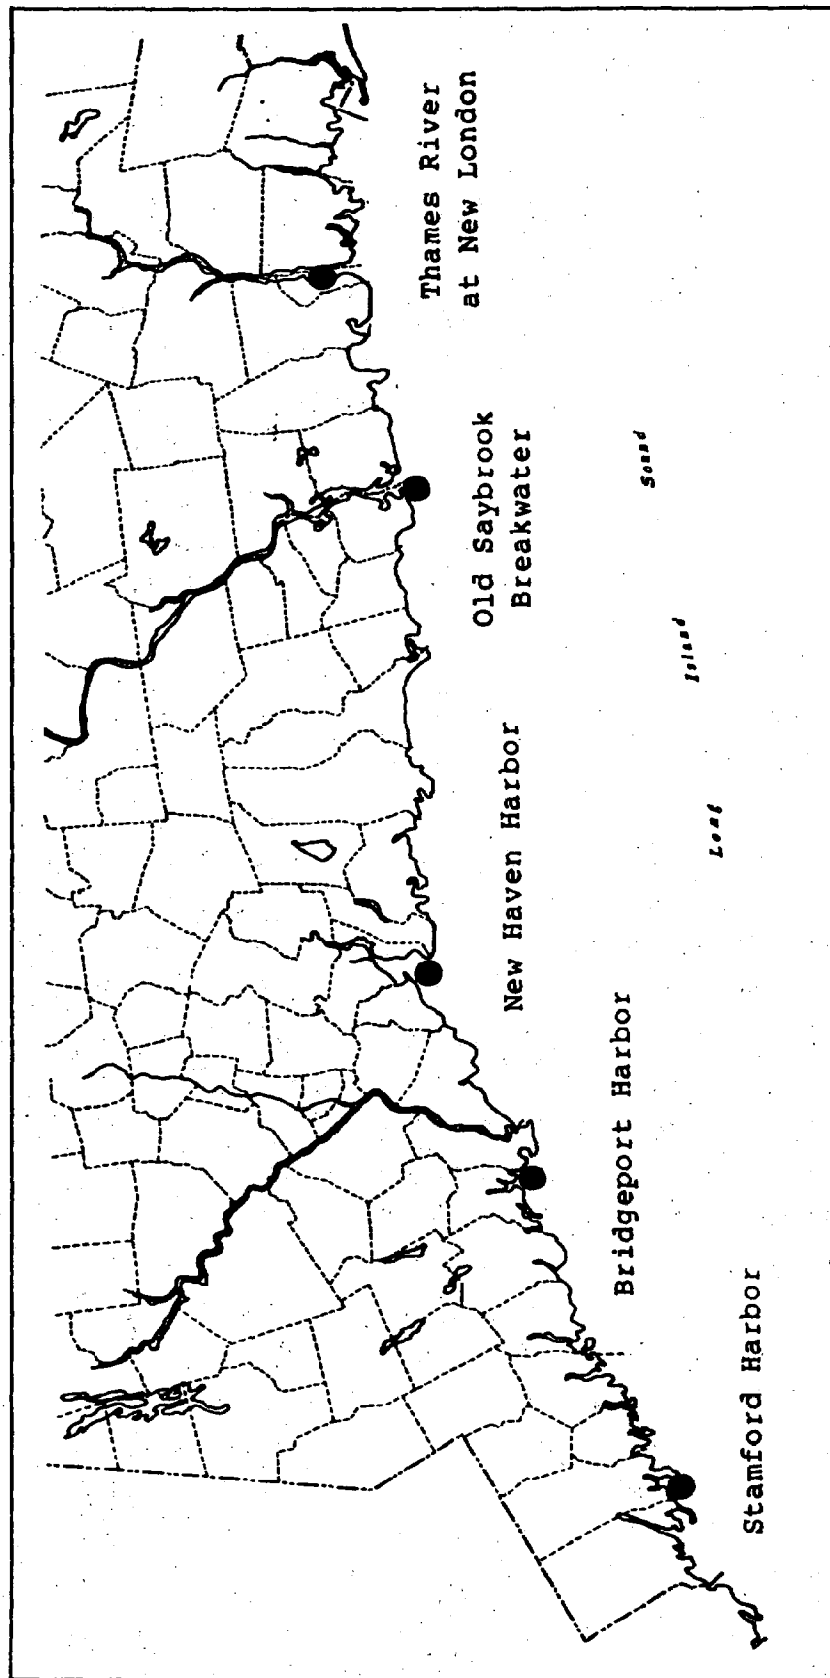 Thames River
at New London
Old Saybrook
Breakwater
New Haven Harbor
Bridgeport Harbor
Stamford Harbor
Long
Island
Sound